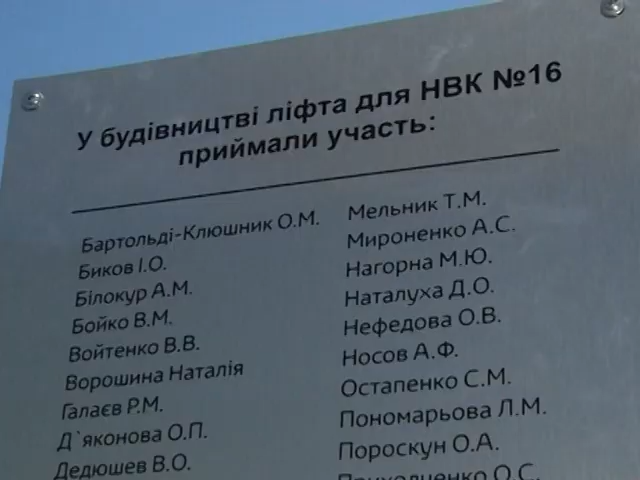 У будівництві ліфта для НВК №16
приймали участь:
Бартольді-Клюшник О.М.
Биков І.О.
Білокур А.М.
Бойко В.М.
Войтенко В.В.
Ворошина Наталія
Галаєв Р.М.
Д`яконова О.П.
Дедюшев В.О.
Мельник Т.М.
Мироненко А.С.
Нагорна М.Ю.
Наталуха Д.О.
Нефедова О.В.
Носов А.Ф.
Остапенко С.М.
Пономарьова Л.М.
Пороскун О.А.
Приходченко О.С.